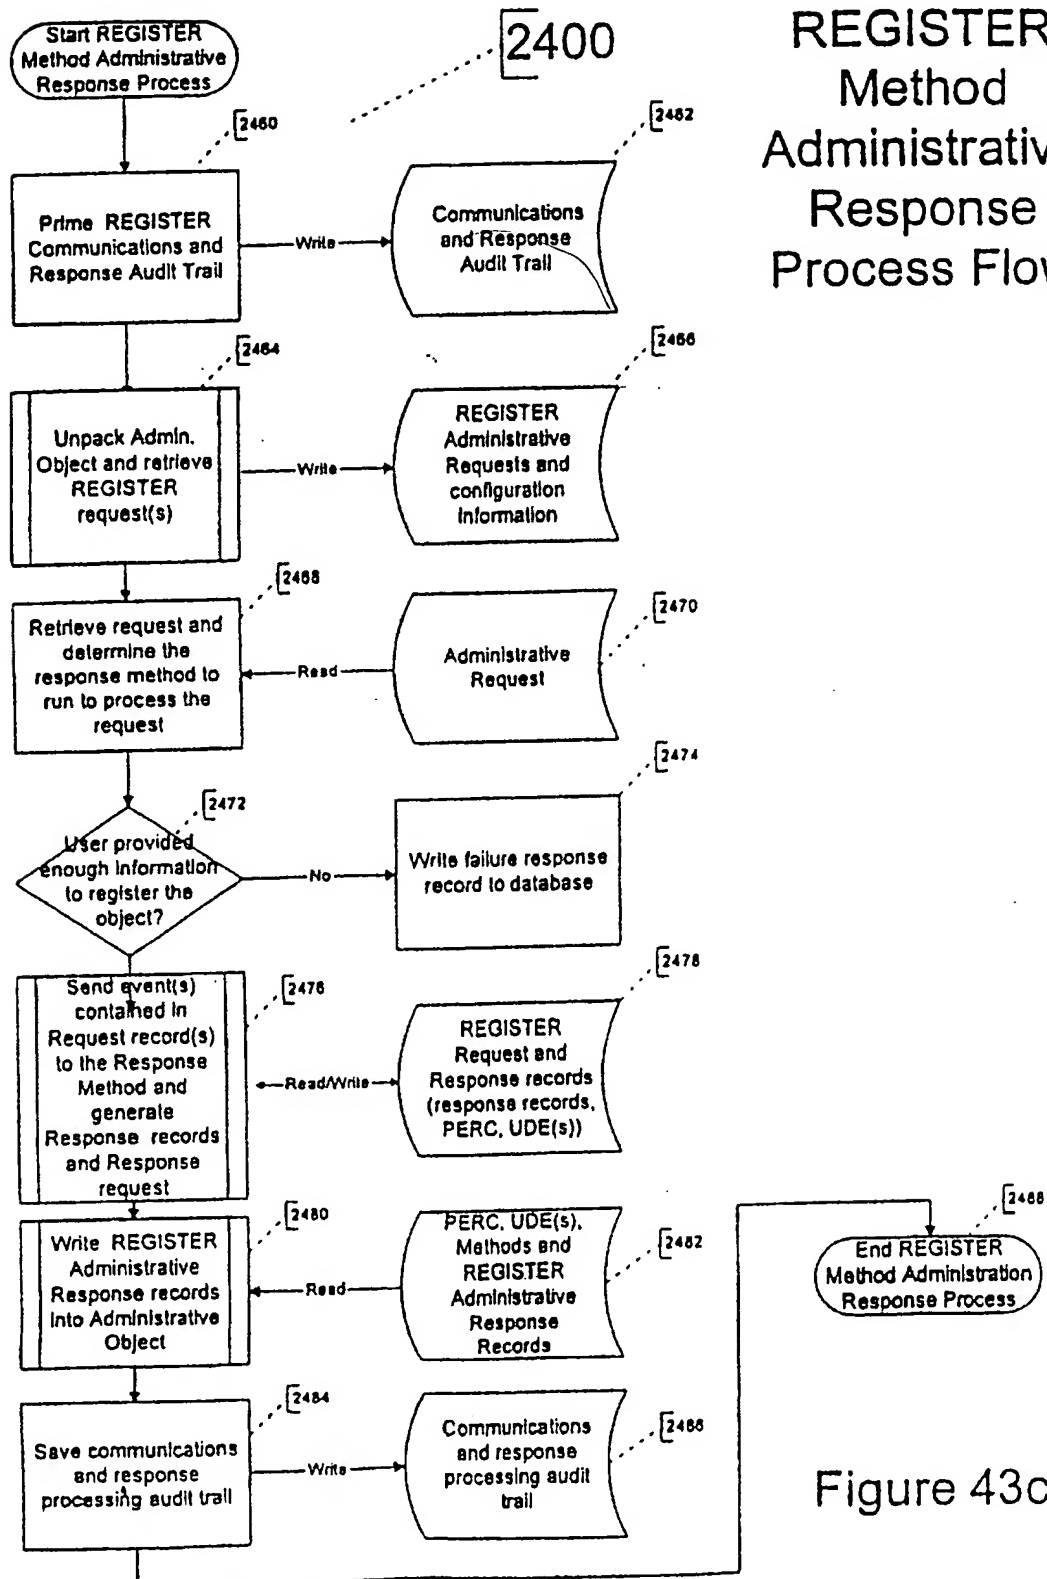 Start REGISTER
Method Administrative
Response Process
2400
REGISTER
Method
Administrativ
Response
Process Flow
2460
Prime REGISTER
Communications and
Response Audit Trail
Write
2462
Communications
and Response
Audit Trail
2464
Unpack Admin.
Object and retrieve
REGISTER
request(s)
Write
2466
REGISTER
Administrative
Requests and
configuration
information
2468
Retrieve request and
determine the
response method to
run to process the
request
Read
2470
Administrative
Request
2472
User provided
enough information
to register the
object?
No
2474
Write failure response
record to database
2476
Send event(s)
contained in
Request record(s)
to the Response
Method and
generate
Response records
and Response
request
Read/Write
2478
REGISTER
Request and
Response records
(response records,
PERC, UDE(s))
2480
Write REGISTER
Administrative
Response records
into Administrative
Object
Read
2482
PERC, UDE(s),
Methods and
REGISTER
Administrative
Response
Records
2488
End REGISTER
Method Administration
Response Process
2484
Save communications
and response
processing audit trail
Write
2486
Communications
and response
processing audit
trail
Figure 43c